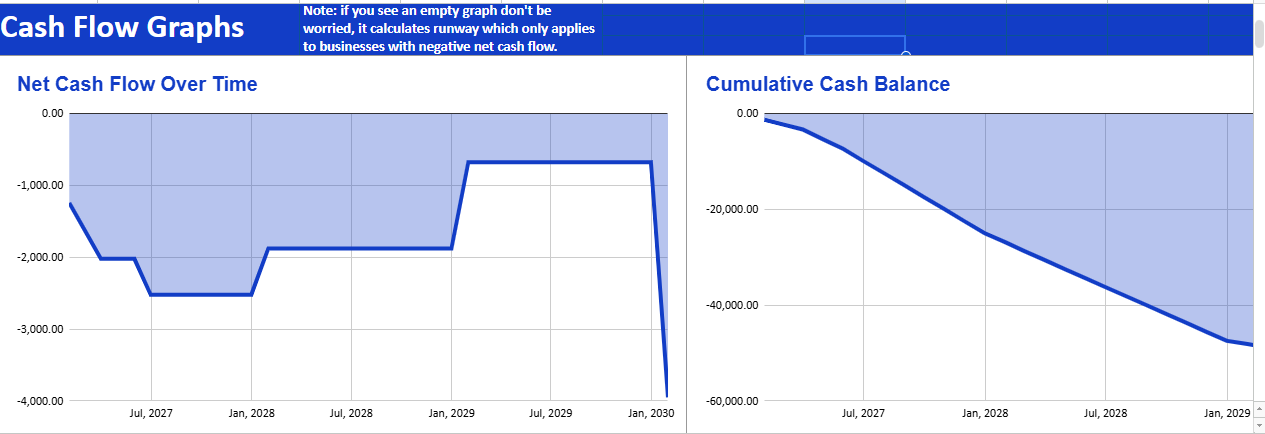 Cash Flow Graphs
Note: if you see an empty graph don't be
worried, it calculates runway which only applies
to businesses with negative net cash flow.
Net Cash Flow Over Time
0.00
-1,000.00
-2,000.00
-3,000.00
-4,000.00
Jul, 2027 Jan, 2028 Jul, 2028 Jan, 2029 Jul, 2029 Jan, 2030
Cumulative Cash Balance
0.00
-20,000.00
-40,000.00
-60,000.00
Jul, 2027 Jan, 2028 Jul, 2028 Jan, 2029